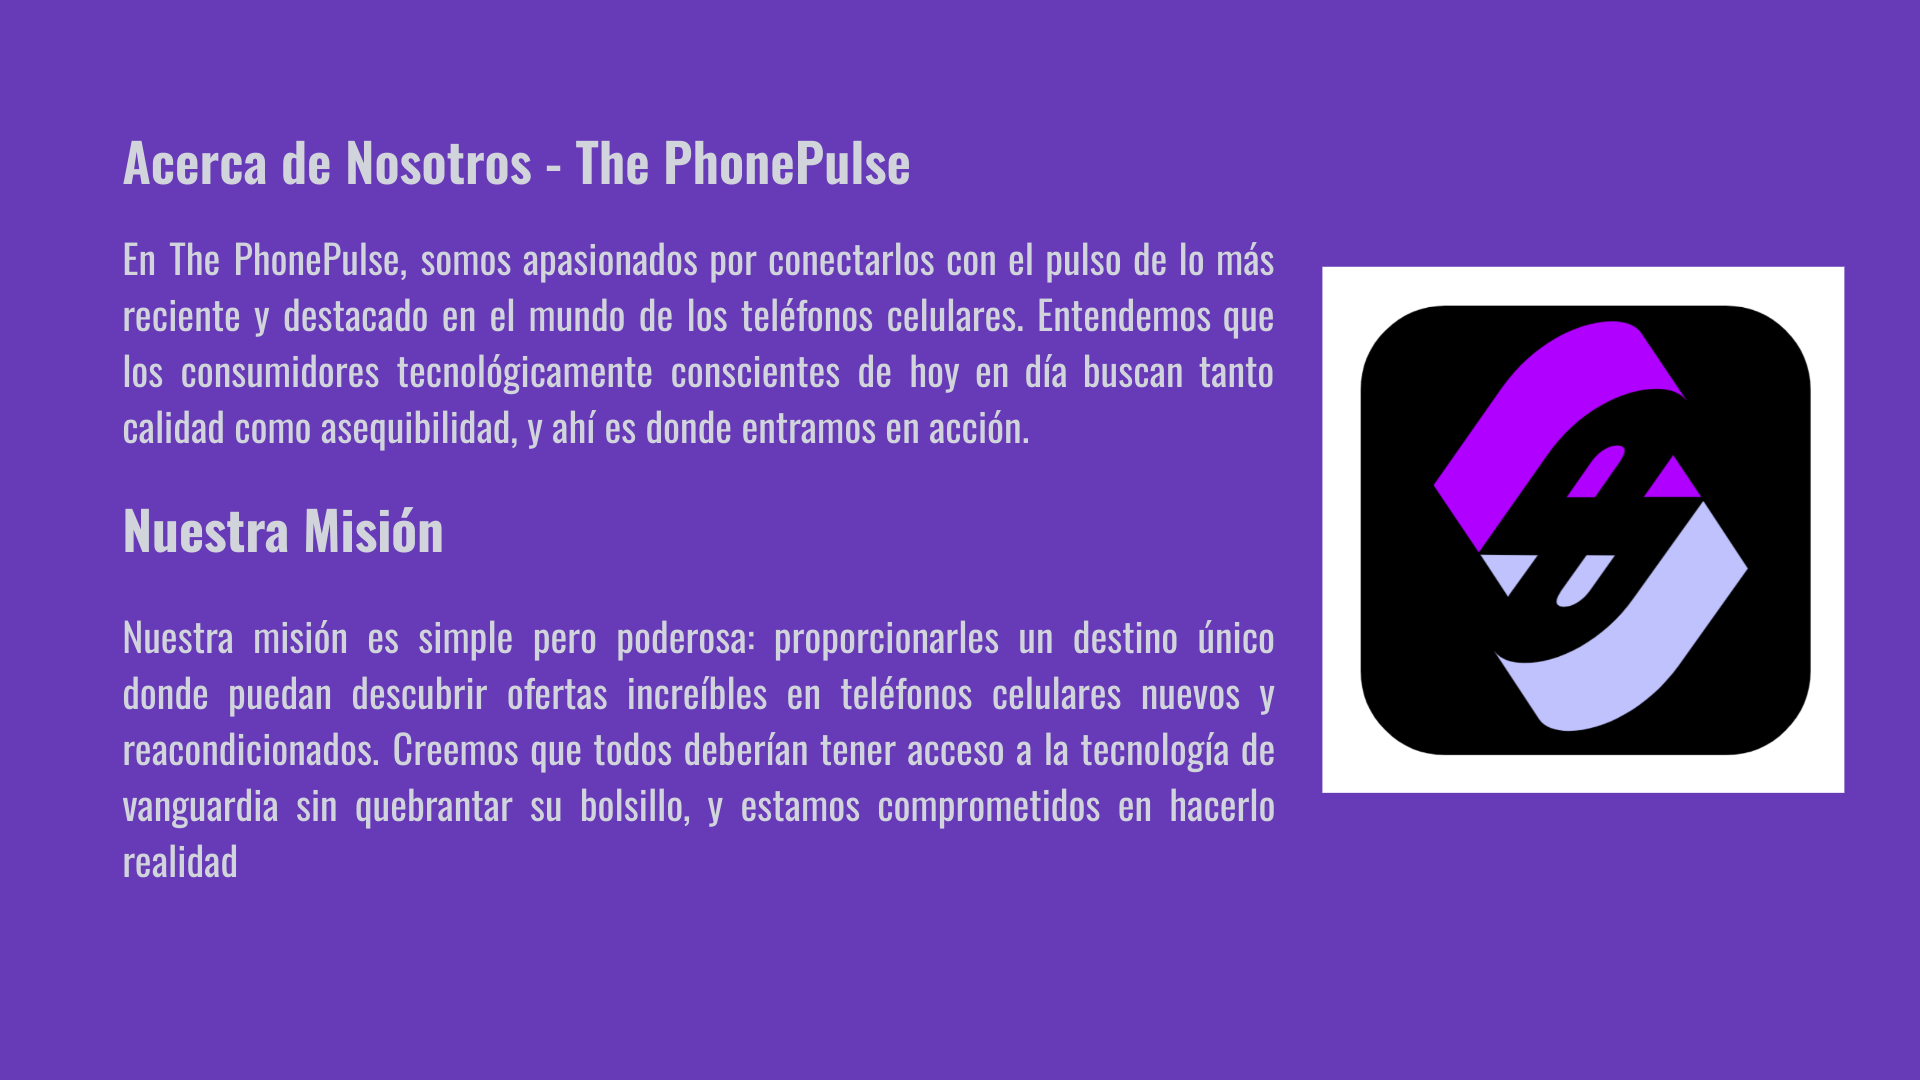 Acerca de Nosotros - The PhonePulse
En The PhonePulse, somos apasionados por conectarlos con el pulso de lo más
reciente y destacado en el mundo de los teléfonos celulares. Entendemos que
los consumidores tecnológicamente conscientes de hoy en día buscan tanto
calidad como asequibilidad, y ahí es donde entramos en acción.
Nuestra Misión
Nuestra misión es simple pero poderosa: proporcionarles un destino único
donde puedan descubrir ofertas increíbles en teléfonos celulares nuevos y
reacondicionados. Creemos que todos deberían tener acceso a la tecnología de
vanguardia sin quebrantar su bolsillo, y estamos comprometidos en hacerlo
realidad